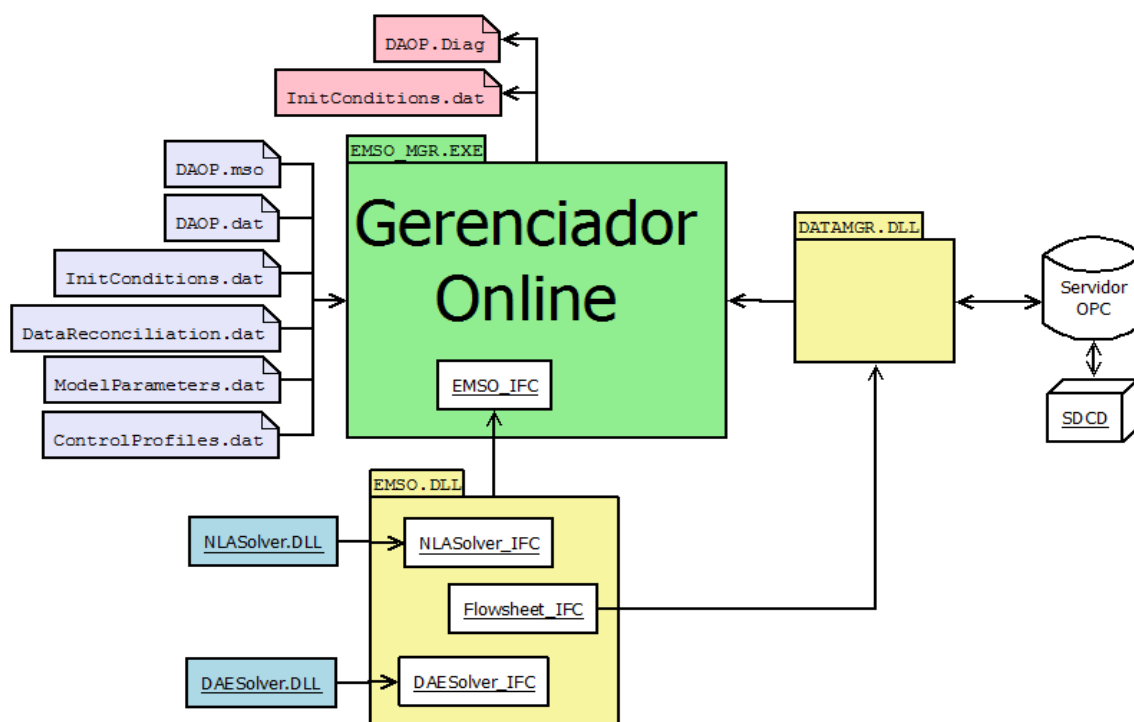 DAOP.Diag
InitConditions.dat
EMSO_MGR.EXE
Gerenciador
Online
EMSO_IFC
DAOP.mso
DAOP.dat
InitConditions.dat
DataReconciliation.dat
ModelParameters.dat
ControlProfiles.dat
DATAMGR.DLL
Servidor
OPC
SDCD
EMSO.DLL
NLASolver.DLL
NLASolver_IFC
Flowsheet_IFC
DAESolver.DLL
DAESolver_IFC